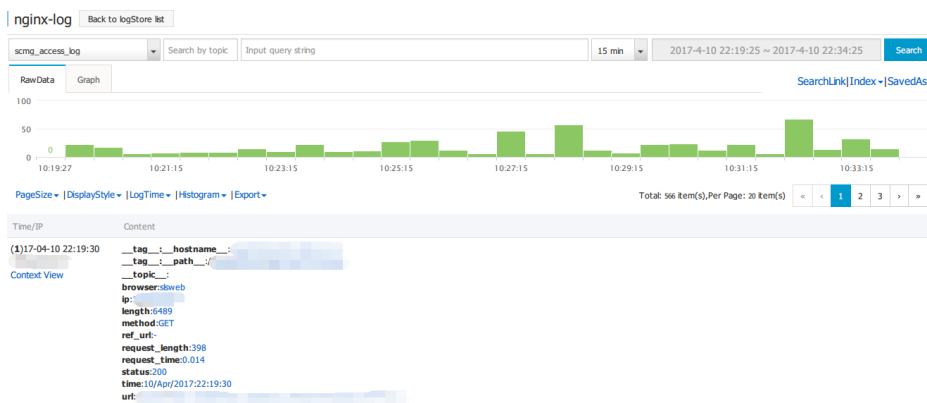 nginx-log Back to logStore list
scmg_access_log Search by topic Input query string 15 min 2017-4-10 22:19:25 ~ 2017-4-10 22:34:25 Search
RawData Graph SearchLink|Index|SavedAs
100
50
0
0
10:19:27 10:21:15 10:23:15 10:25:15 10:27:15 10:29:15 10:31:15 10:33:15
PageSize |DisplayStyle |LogTime |Histogram |Export Total: 566 item(s),Per Page: 20 item(s) « ‹ 1 2 3 › »
Time/IP Content
(1)17-04-10 22:19:30 __tag__:__hostname__:
__tag__:__path__:/
Context View __topic__:
browser:slsweb
ip:
length:6489
method:GET
ref_url:-
request_length:398
request_time:0.014
status:200
time:10/Apr/2017:22:19:30
url: